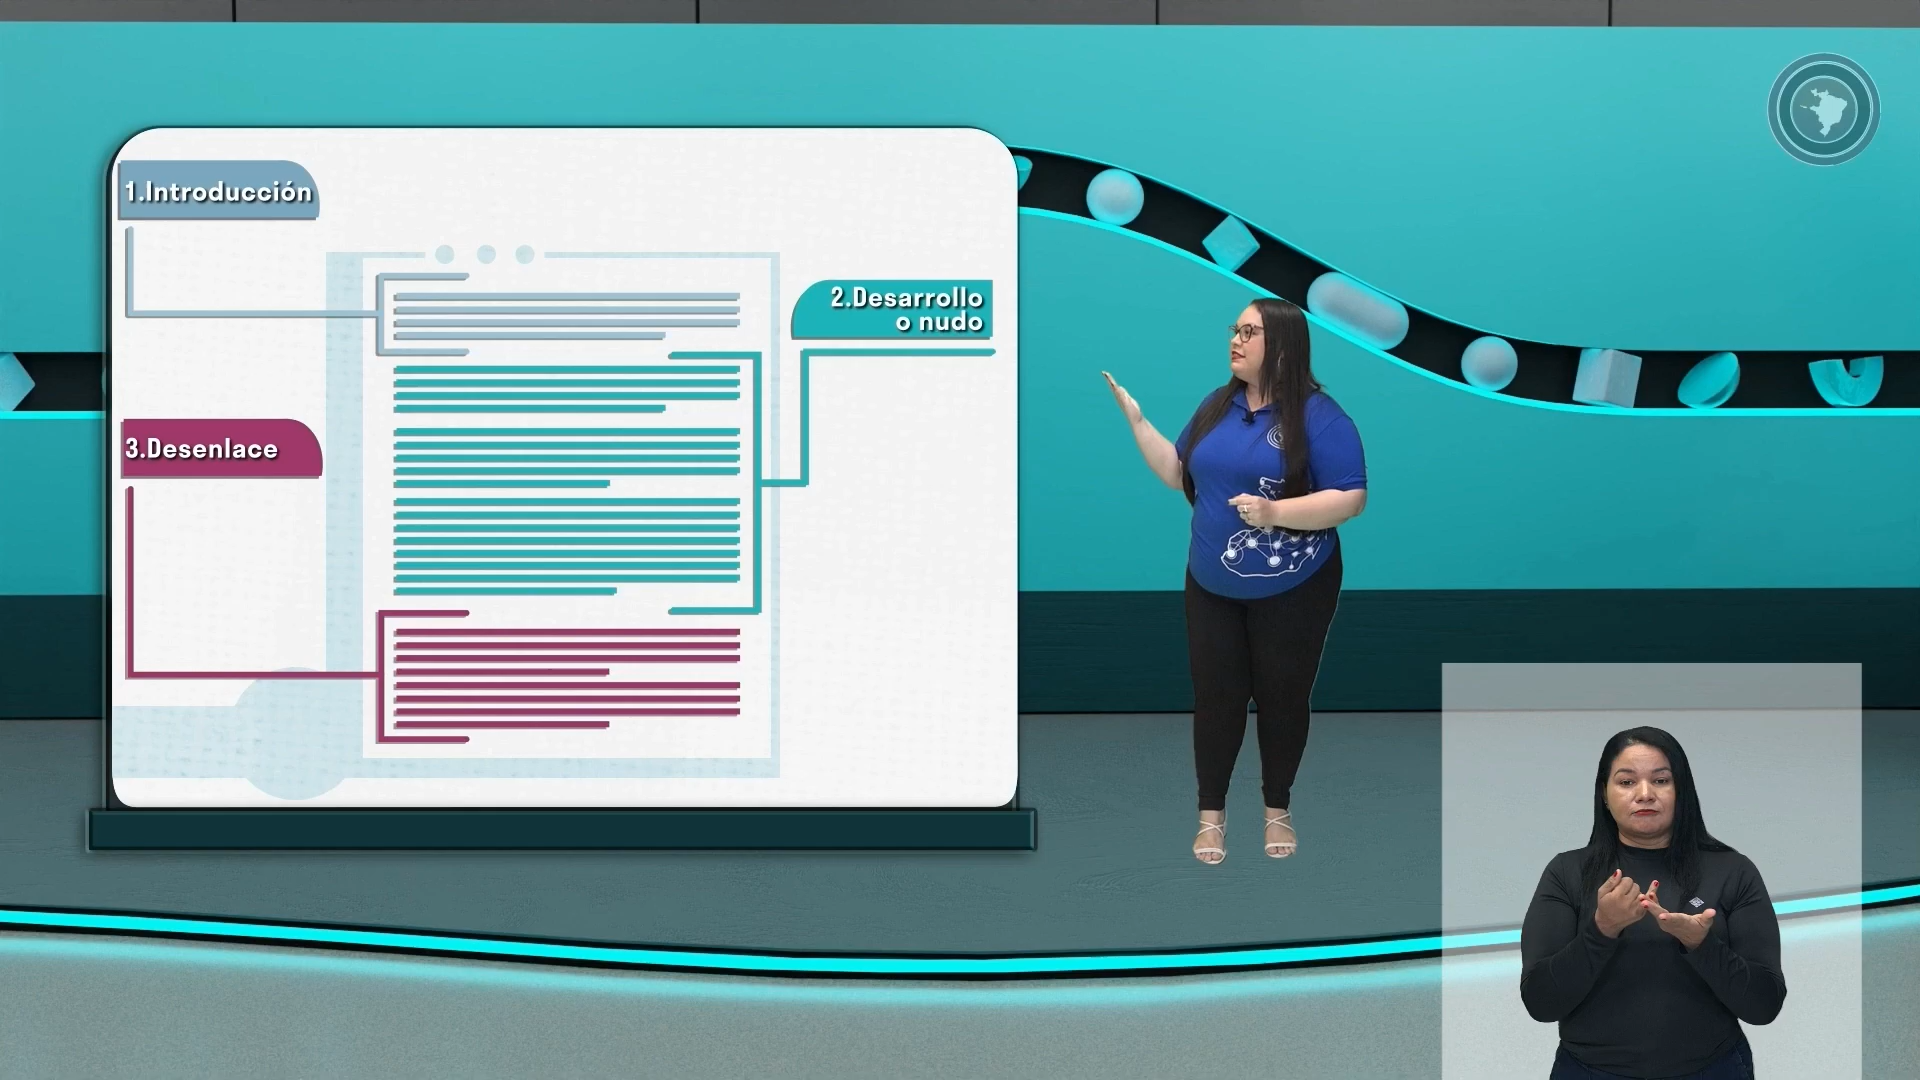 1.Introducción
2.Desarrollo
o nudo
3.Desenlace